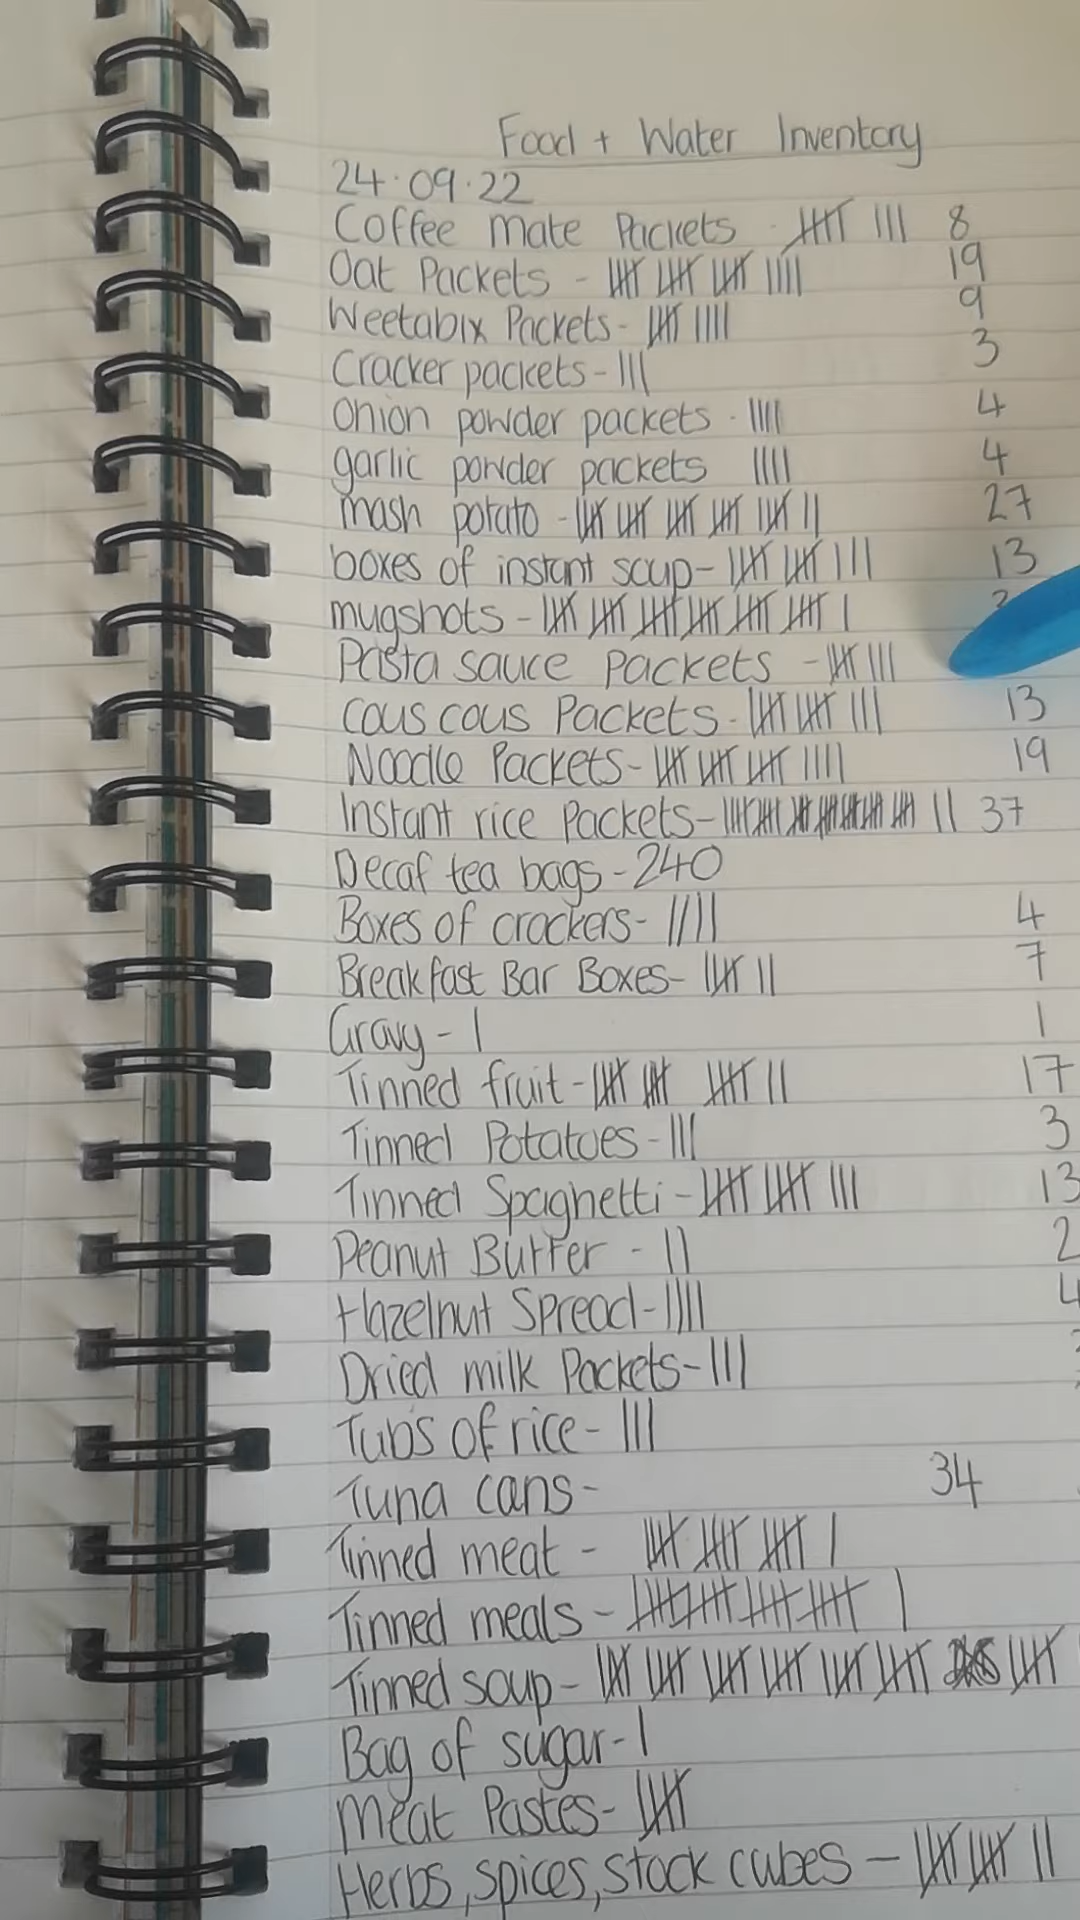 Food + Water Inventory
24.09.22
Coffee mate Packets - 𝍸 ||| 8
Oat Packets - 𝍸 𝍸 𝍸 |||| 19
Weetabix Packets - 𝍸 |||| 9
Cracker packets - ||| 3
Onion powder packets - |||| 4
garlic powder packets |||| 4
mash potato - 𝍸 𝍸 𝍸 𝍸 𝍸 || 27
boxes of instant soup - 𝍸 𝍸 ||| 13
mugshots - 𝍸 𝍸 𝍸 𝍸 𝍸 𝍸 |
Pasta sauce Packets - 𝍸 |||
Cous cous Packets - 𝍸 𝍸 ||| 13
Noodle Packets - 𝍸 𝍸 𝍸 |||| 19
Instant rice Packets - 𝍸 𝍸 𝍸 𝍸 𝍸 𝍸 𝍸 || 37
Decaf tea bags - 240
Boxes of crackers - |||| 4
Breakfast Bar Boxes - 𝍸 || 7
Gravy - | 1
Tinned fruit - 𝍸 𝍸 𝍸 || 17
Tinned Potatoes - ||| 3
Tinned Spaghetti - 𝍸 𝍸 ||| 13
Peanut Butter - || 2
Hazelnut Spread - |||| 4
Dried milk Packets - |||
Tubs of rice - |||
Tuna cans - 34
Tinned meat - 𝍸 𝍸 𝍸 |
Tinned meals - 𝍸 𝍸 𝍸 𝍸 |
Tinned soup - 𝍸 𝍸 𝍸 𝍸 𝍸 𝍸 𝍸
Bag of sugar - |
Meat Pastes - 𝍸
Herbs, spices, stock cubes - 𝍸 𝍸 ||